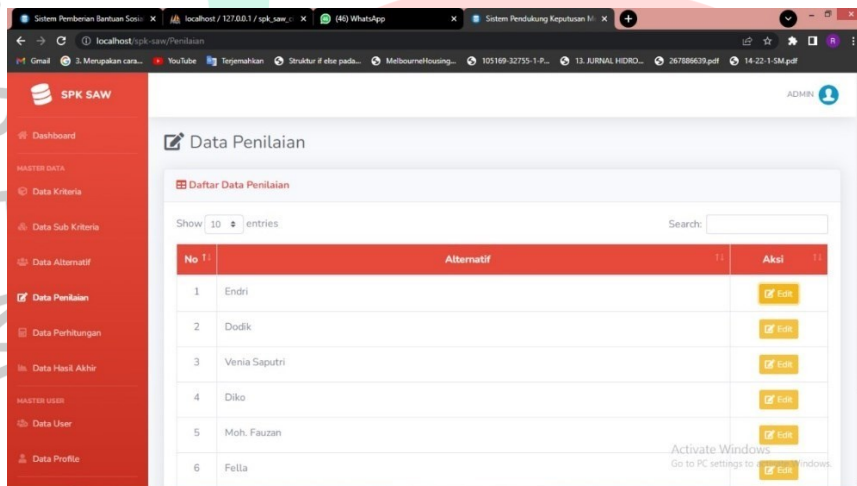 Sistem Pemberian Bantuan Sosia
localhost / 127.0.0.1 / spk_saw_
(46) WhatsApp
Sistem Pendukung Keputusan M
localhost/spk-saw/Penilaian
Gmail
3. Merupakan cara...
YouTube
Terjemahkan
Struktur if else pada...
MelbourneHousing...
105169-32755-1-P...
13. JURNAL HIDRO...
267886639.pdf
14-22-1-SM.pdf
SPK SAW
ADMIN
Dashboard
Data Penilaian
MASTER DATA
Data Kriteria
Daftar Data Penilaian
Data Sub Kriteria
Show 10 entries
Search:
Data Alternatif
No Alternatif Aksi
Data Penilaian
1 Endri Edit
Data Perhitungan
2 Dodik Edit
Data Hasil Akhir
3 Venia Saputri Edit
MASTER USER
4 Diko Edit
Data User
5 Moh. Fauzan Edit
Data Profile
6 Fella Edit
Activate Windows
Go to PC settings to activate Windows.